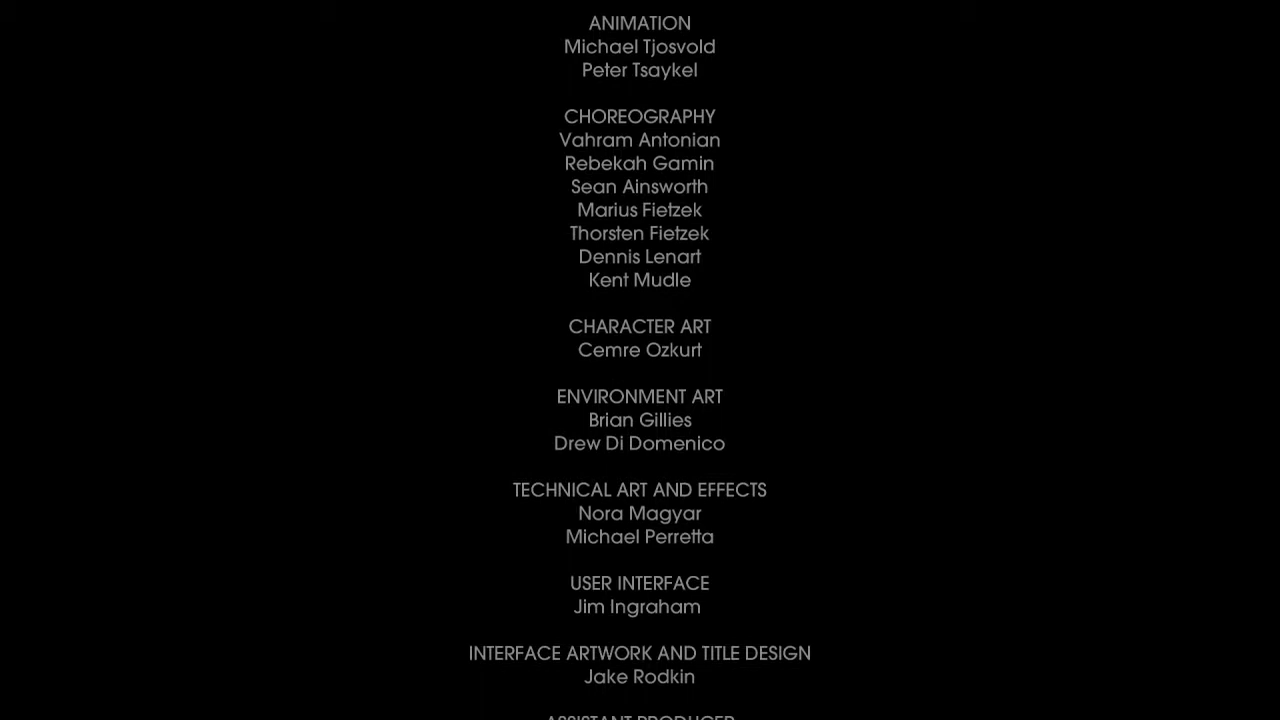 ANIMATION
Michael Tjosvold
Peter Tsaykel
CHOREOGRAPHY
Vahram Antonian
Rebekah Gamin
Sean Ainsworth
Marius Fietzek
Thorsten Fietzek
Dennis Lenart
Kent Mudle
CHARACTER ART
Cemre Ozkurt
ENVIRONMENT ART
Brian Gillies
Drew Di Domenico
TECHNICAL ART AND EFFECTS
Nora Magyar
Michael Perretta
USER INTERFACE
Jim Ingraham
INTERFACE ARTWORK AND TITLE DESIGN
Jake Rodkin
ASSISTANT PRODUCER